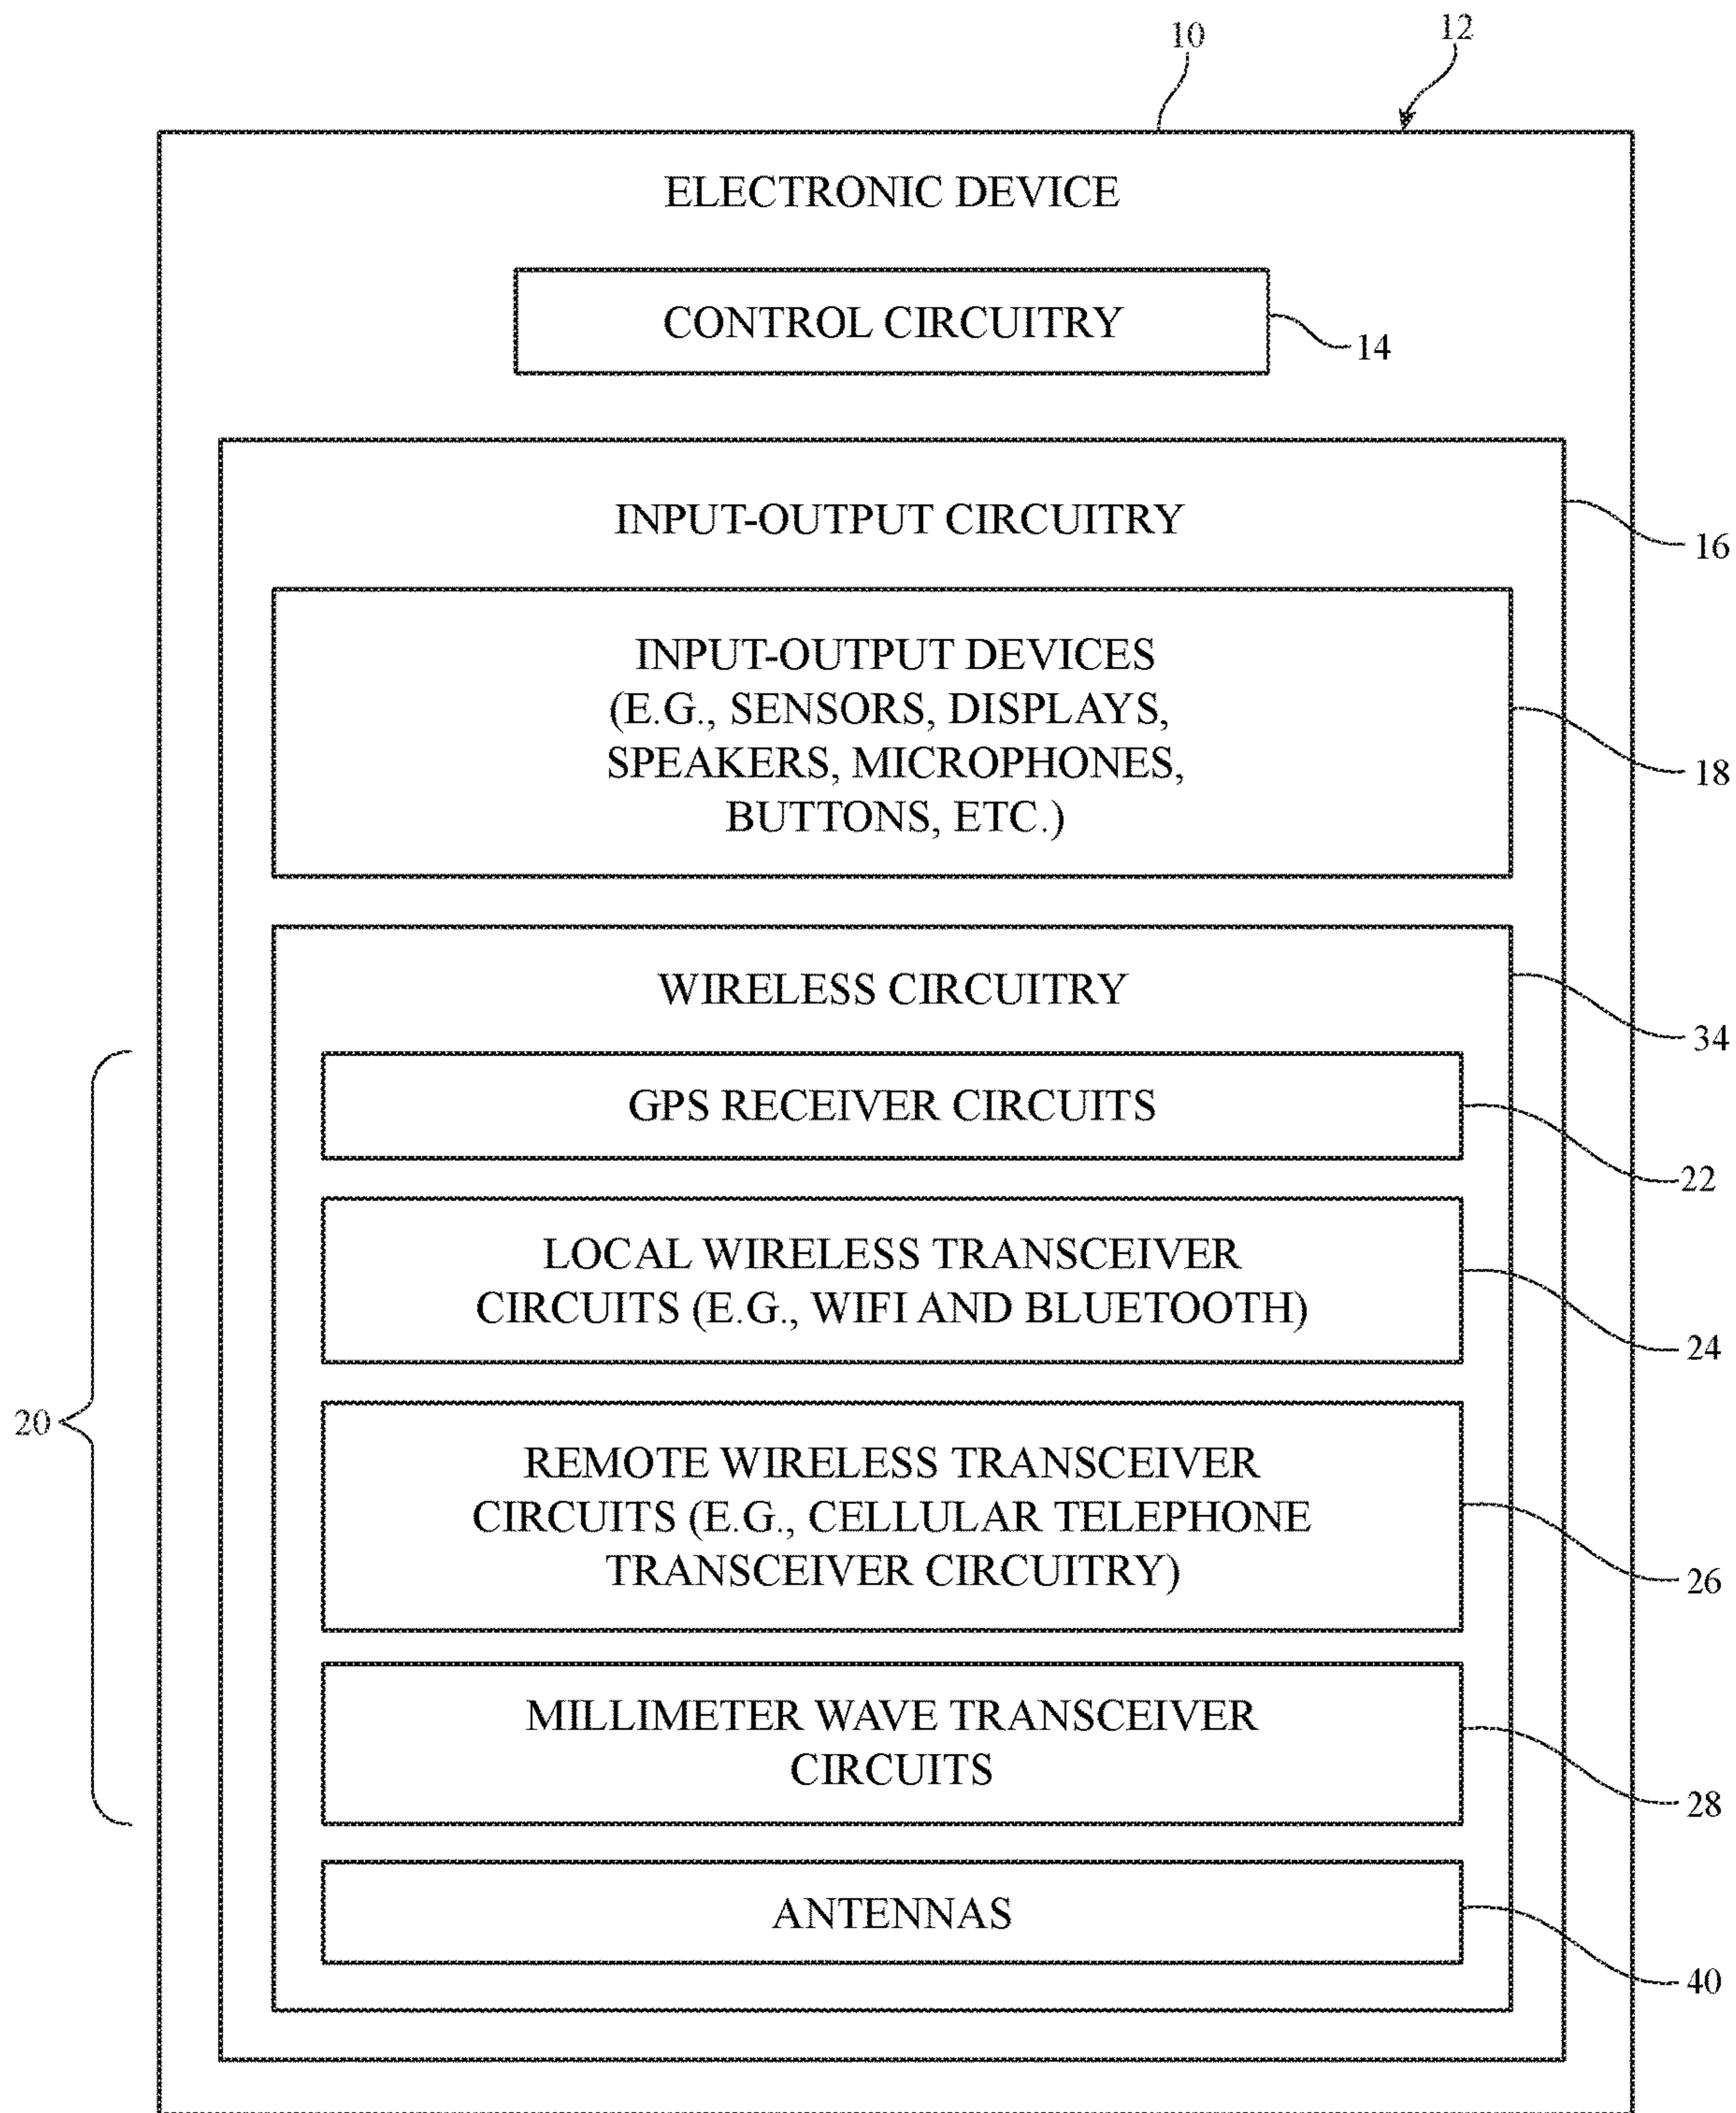 10
12
ELECTRONIC DEVICE
CONTROL CIRCUITRY
14
INPUT-OUTPUT CIRCUITRY
16
INPUT-OUTPUT DEVICES
(E.G., SENSORS, DISPLAYS,
SPEAKERS, MICROPHONES,
BUTTONS, ETC.)
18
WIRELESS CIRCUITRY
34
GPS RECEIVER CIRCUITS
22
LOCAL WIRELESS TRANSCEIVER
CIRCUITS (E.G., WIFI AND BLUETOOTH)
24
20
REMOTE WIRELESS TRANSCEIVER
CIRCUITS (E.G., CELLULAR TELEPHONE
TRANSCEIVER CIRCUITRY)
26
MILLIMETER WAVE TRANSCEIVER
CIRCUITS
28
ANTENNAS
40